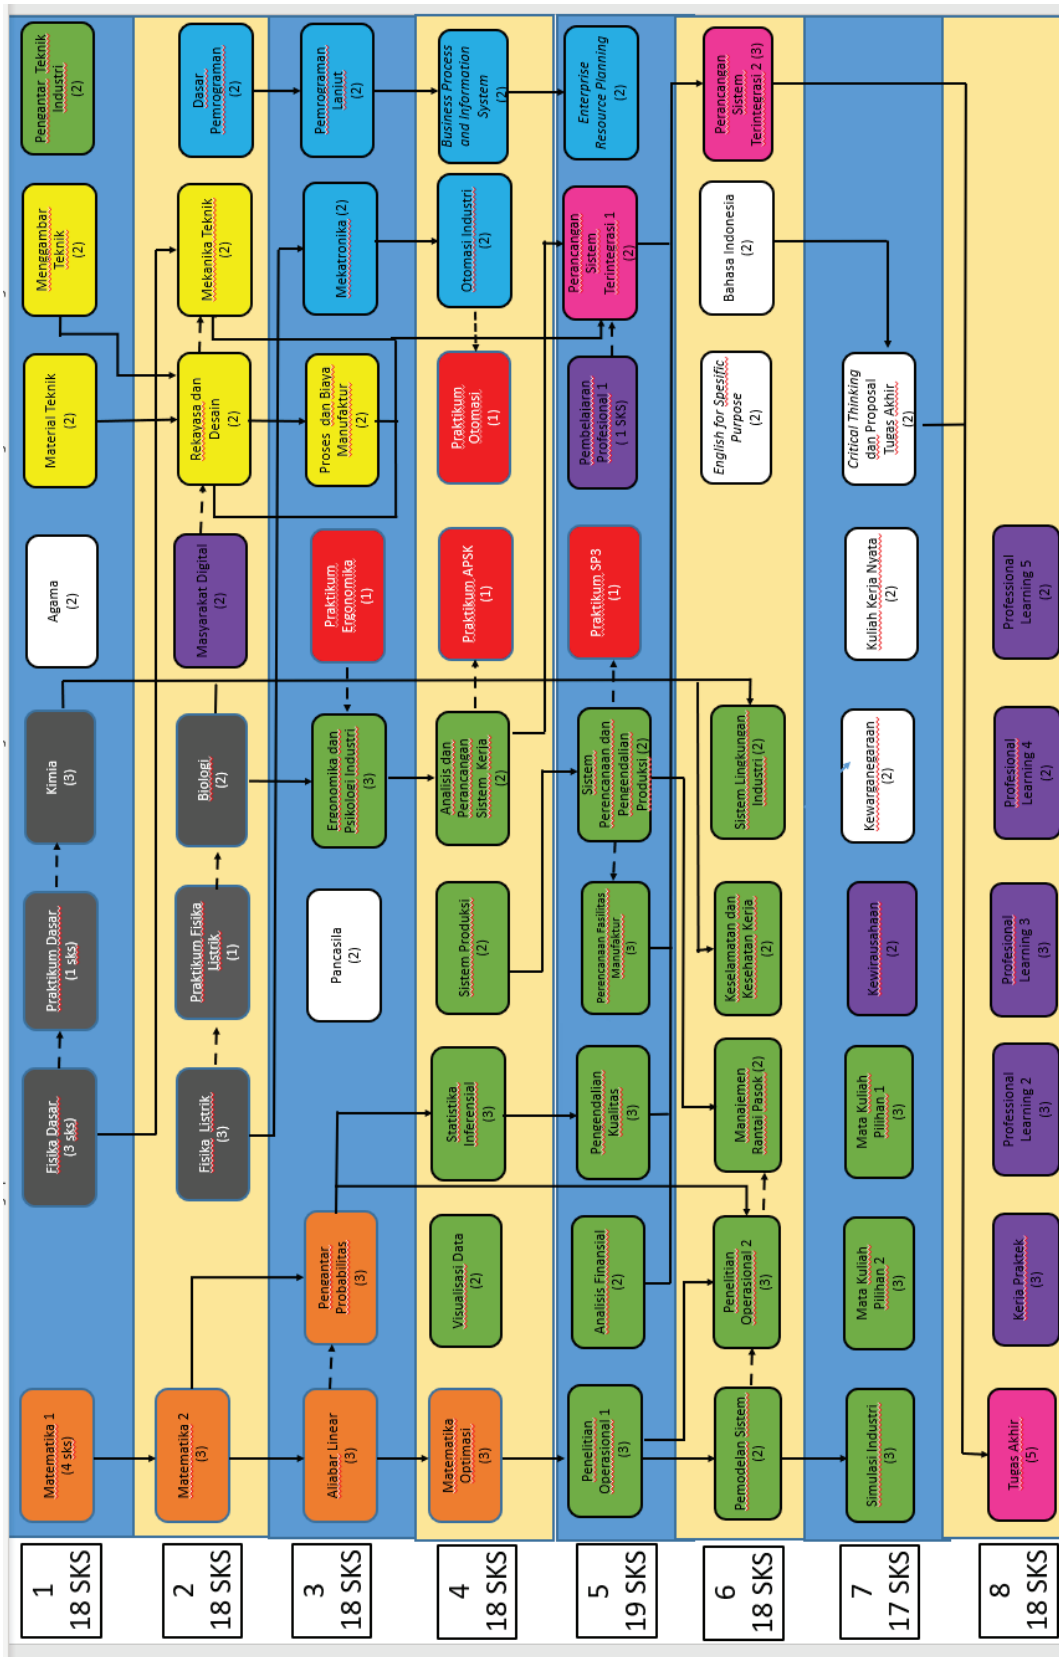 1
18 SKS
Matematika 1
(4 sks)
Fisika Dasar
(3 sks)
Praktikum Dasar
(1 sks)
Kimia
(3)
Agama
(2)
Material Teknik
(2)
Menggambar
Teknik
(2)
Pengantar Teknik
Industri
(2)
2
18 SKS
Matematika 2
(3)
Fisika Listrik
(3)
Praktikum Fisika
Listrik
(1)
Biologi
(2)
Masyarakat Digital
(2)
Rekayasa dan
Desain
(2)
Mekanika Teknik
(2)
Dasar
Pemrograman
(2)
3
18 SKS
Aljabar Linear
(3)
Pengantar
Probabilitas
(3)
Pancasila
(2)
Ergonomika dan
Psikologi Industri
(3)
Praktikum
Ergonomika
(1)
Proses dan Biaya
Manufaktur
(2)
Mekatronika (2)
Pemrograman
Lanjut
(2)
4
18 SKS
Matematika
Optimasi
(3)
Visualisasi Data
(2)
Statistika
Inferensial
(3)
Sistem Produksi
(2)
Analisis dan
Perancangan
Sistem Kerja
(2)
Praktikum APSK
(1)
Praktikum
Otomasi
(1)
Otomasi Industri
(2)
Business Process
and Information
System
(2)
5
19 SKS
Penelitian
Operasional 1
(3)
Analisis Finansial
(2)
Pengendalian
Kualitas
(3)
Perencanaan Fasilitas
Manufaktur
(3)
Sistem
Perencanaan dan
Pengendalian
Produksi (2)
Praktikum SP3
(1)
Pembelajaran
Profesional 1
( 1 SKS)
Perancangan
Sistem
Terintegrasi 1
(2)
Enterprise
Resource Planning
(2)
6
18 SKS
Pemodelan Sistem
(2)
Penelitian
Operasional 2
(3)
Manajemen
Rantai Pasok (2)
Keselamatan dan
Kesehatan Kerja
(2)
Sistem Lingkungan
Industri (2)
English for Spesific
Purpose
(2)
Bahasa Indonesia
(2)
Perancangan
Sistem
Terintegrasi 2 (3)
7
17 SKS
Simulasi Industri
(3)
Mata Kuliah
Pilihan 2
(3)
Mata Kuliah
Pilihan 1
(3)
Kewirausahaan
(2)
Kewarganegaraan
(2)
Kuliah Kerja Nyata
(2)
Critical Thinking
dan Proposal
Tugas Akhir
(2)
8
18 SKS
Tugas Akhir
(5)
Kerja Praktek
(3)
Professional
Learning 2
(3)
Profesional
Learning 3
(3)
Profesional
Learning 4
(2)
Professional
Learning 5
(2)